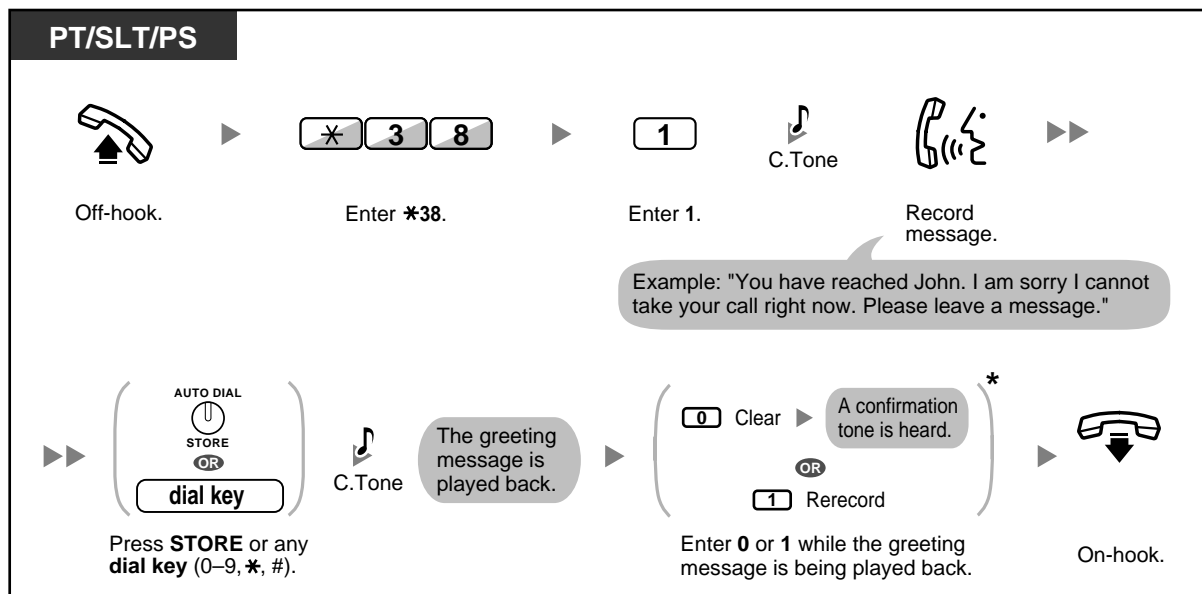 PT/SLT/PS
✳ 3 8
1
C.Tone
Off-hook.
Enter ✳38.
Enter 1.
Record
message.
Example: "You have reached John. I am sorry I cannot
take your call right now. Please leave a message."
AUTO DIAL
STORE
OR
dial key
C.Tone
The greeting
message is
played back.
*
0 Clear
A confirmation
tone is heard.
OR
1 Rerecord
Press STORE or any
dial key (0–9, ✳, #).
Enter 0 or 1 while the greeting
message is being played back.
On-hook.